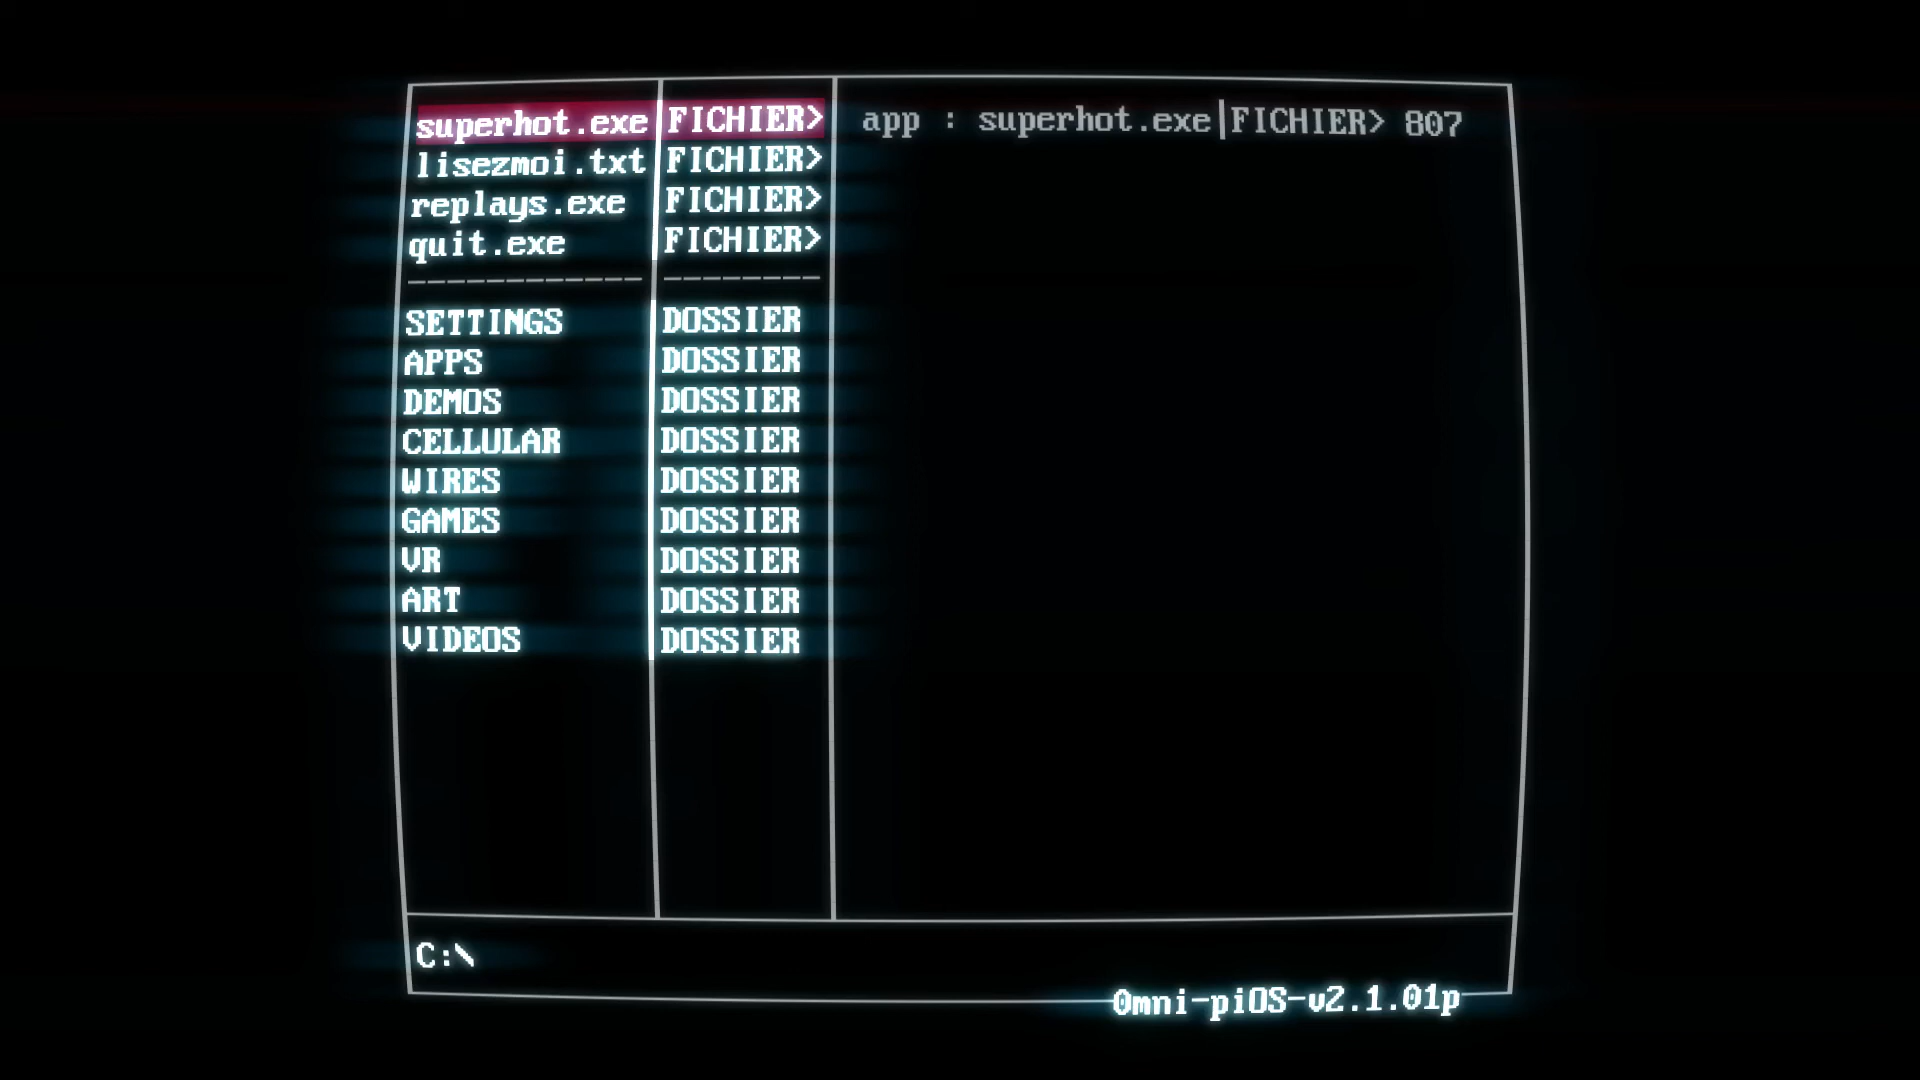 superhot.exe|FICHIER> app : superhot.exe|FICHIER> 807
lisezmoi.txt|FICHIER>
replays.exe |FICHIER>
quit.exe |FICHIER>
------------ --------
SETTINGS |DOSSIER
APPS |DOSSIER
DEMOS |DOSSIER
CELLULAR |DOSSIER
WIRES |DOSSIER
GAMES |DOSSIER
VR |DOSSIER
ART |DOSSIER
VIDEOS |DOSSIER
C:\
0mni-piOS-v2.1.01p